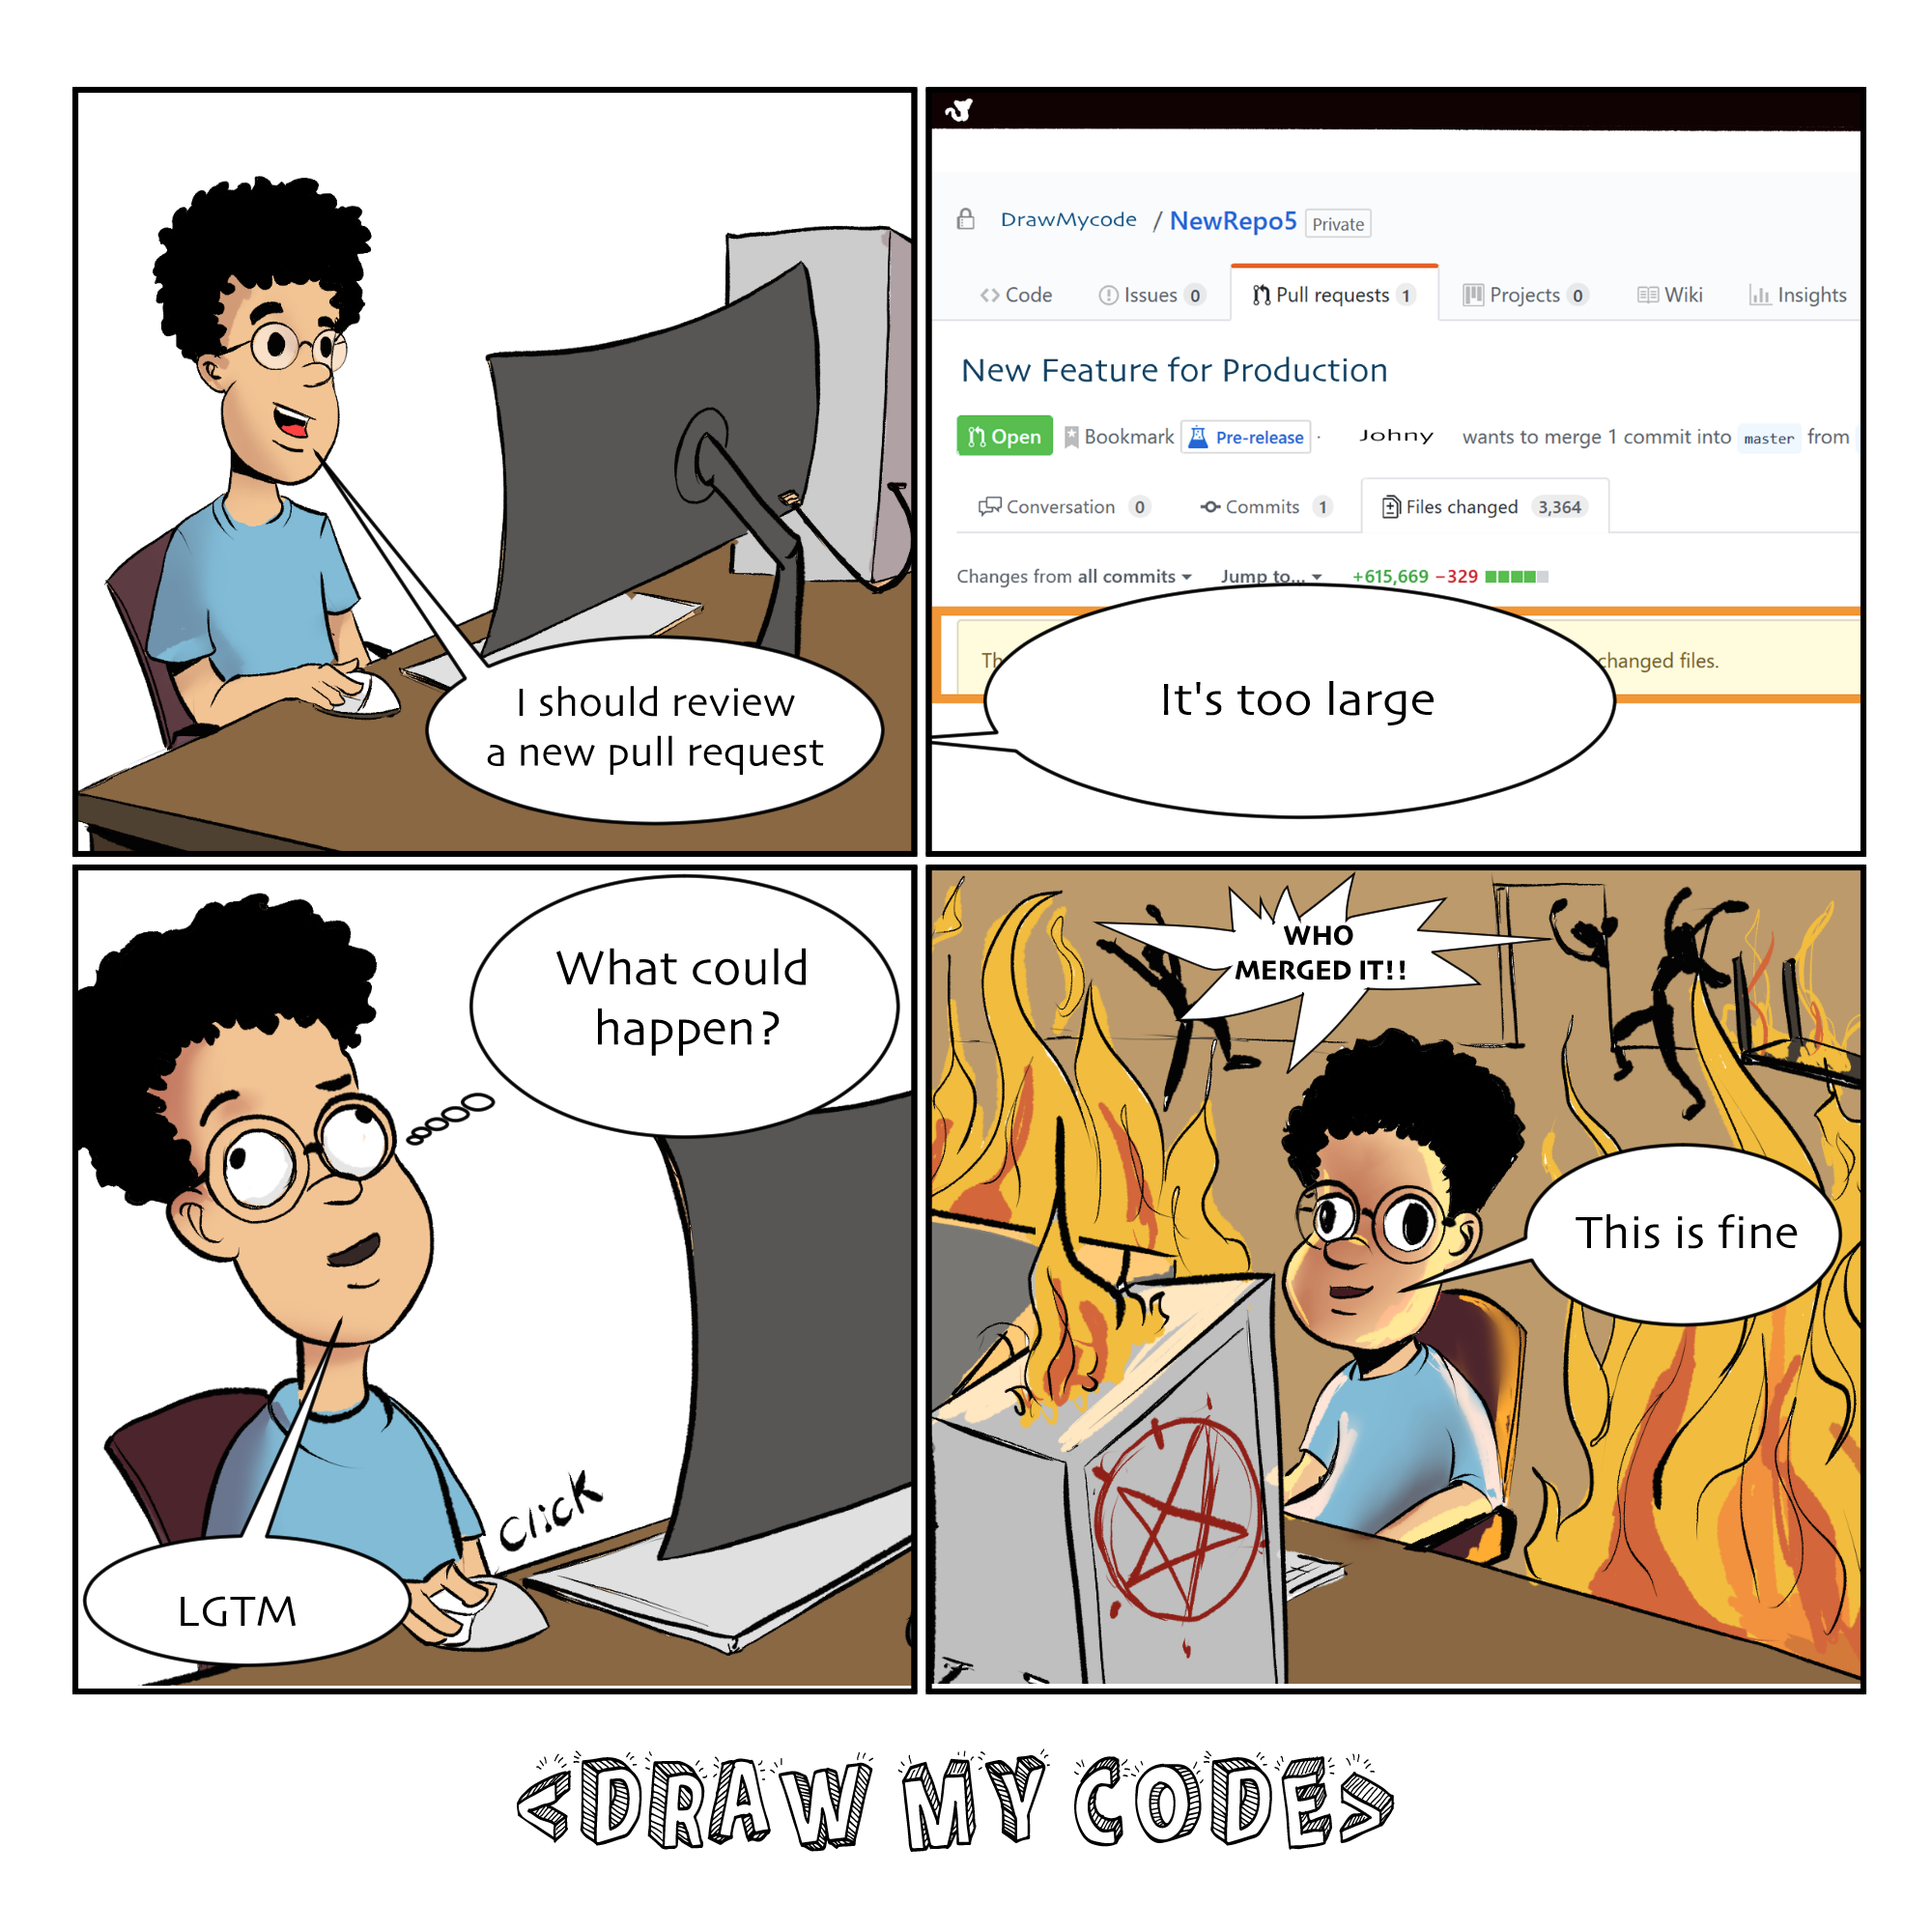 I should review
a new pull request
DrawMycode / NewRepo5 Private
<> Code Issues 0 Pull requests 1 Projects 0 Wiki Insights
New Feature for Production
Open Bookmark Pre-release · Johny wants to merge 1 commit into master from
Conversation 0 Commits 1 Files changed 3,364
Changes from all commits Jump to... +615,669 −329
changed files.
It's too large
What could
happen?
LGTM
Click
WHO
MERGED IT!!
This is fine
<DRAW MY CODE>